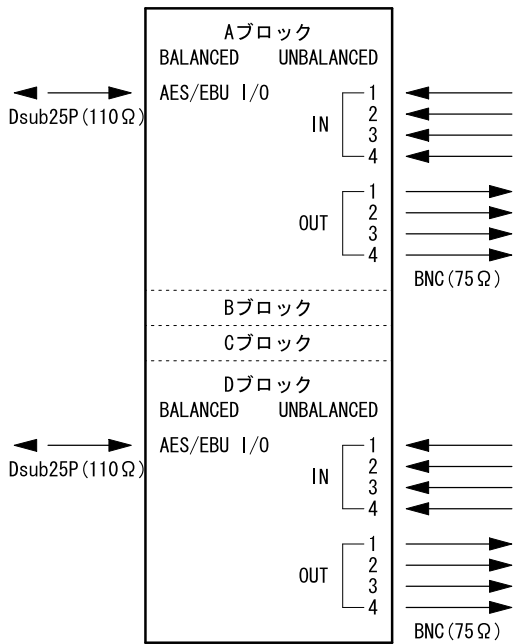 Aブロック
BALANCED UNBALANCED
Dsub25P(110Ω)
AES/EBU I/O
IN
1
2
3
4
OUT
1
2
3
4
BNC(75Ω)
Bブロック
Cブロック
Dブロック
BALANCED UNBALANCED
Dsub25P(110Ω)
AES/EBU I/O
IN
1
2
3
4
OUT
1
2
3
4
BNC(75Ω)